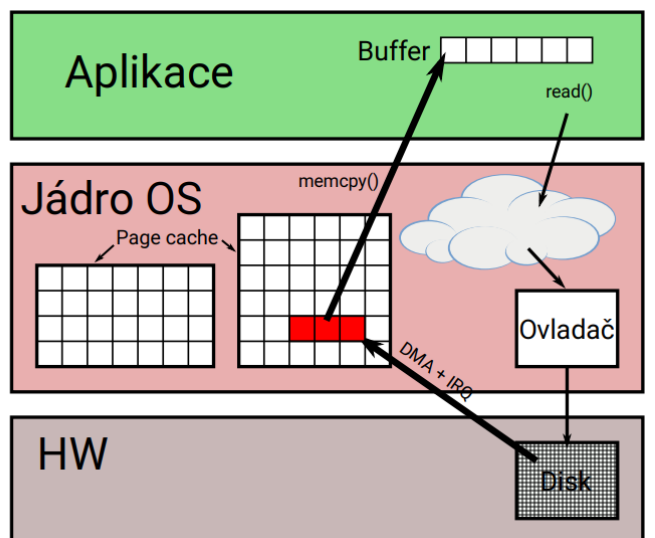 Buffer
Aplikace
read()
memcpy()
Jádro OS
Page cache
Ovladač
DMA + IRQ
HW
Disk